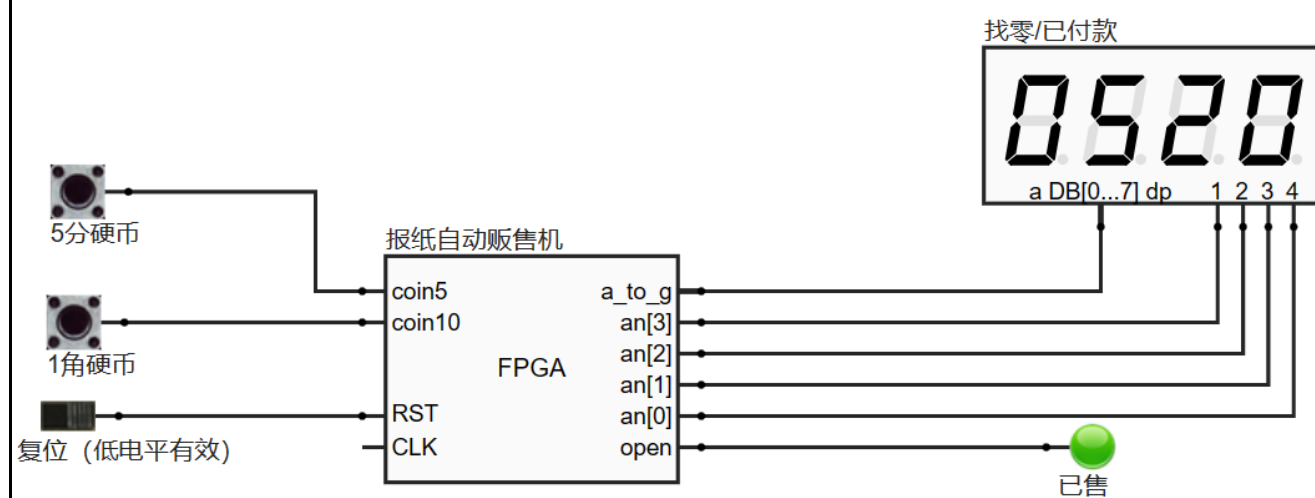 找零/已付款
0520
a DB[0...7] dp 1 2 3 4
5分硬币
报纸自动贩售机
coin5 a_to_g
coin10 an[3]
1角硬币
an[2]
FPGA
an[1]
RST an[0]
复位（低电平有效）
CLK open
已售